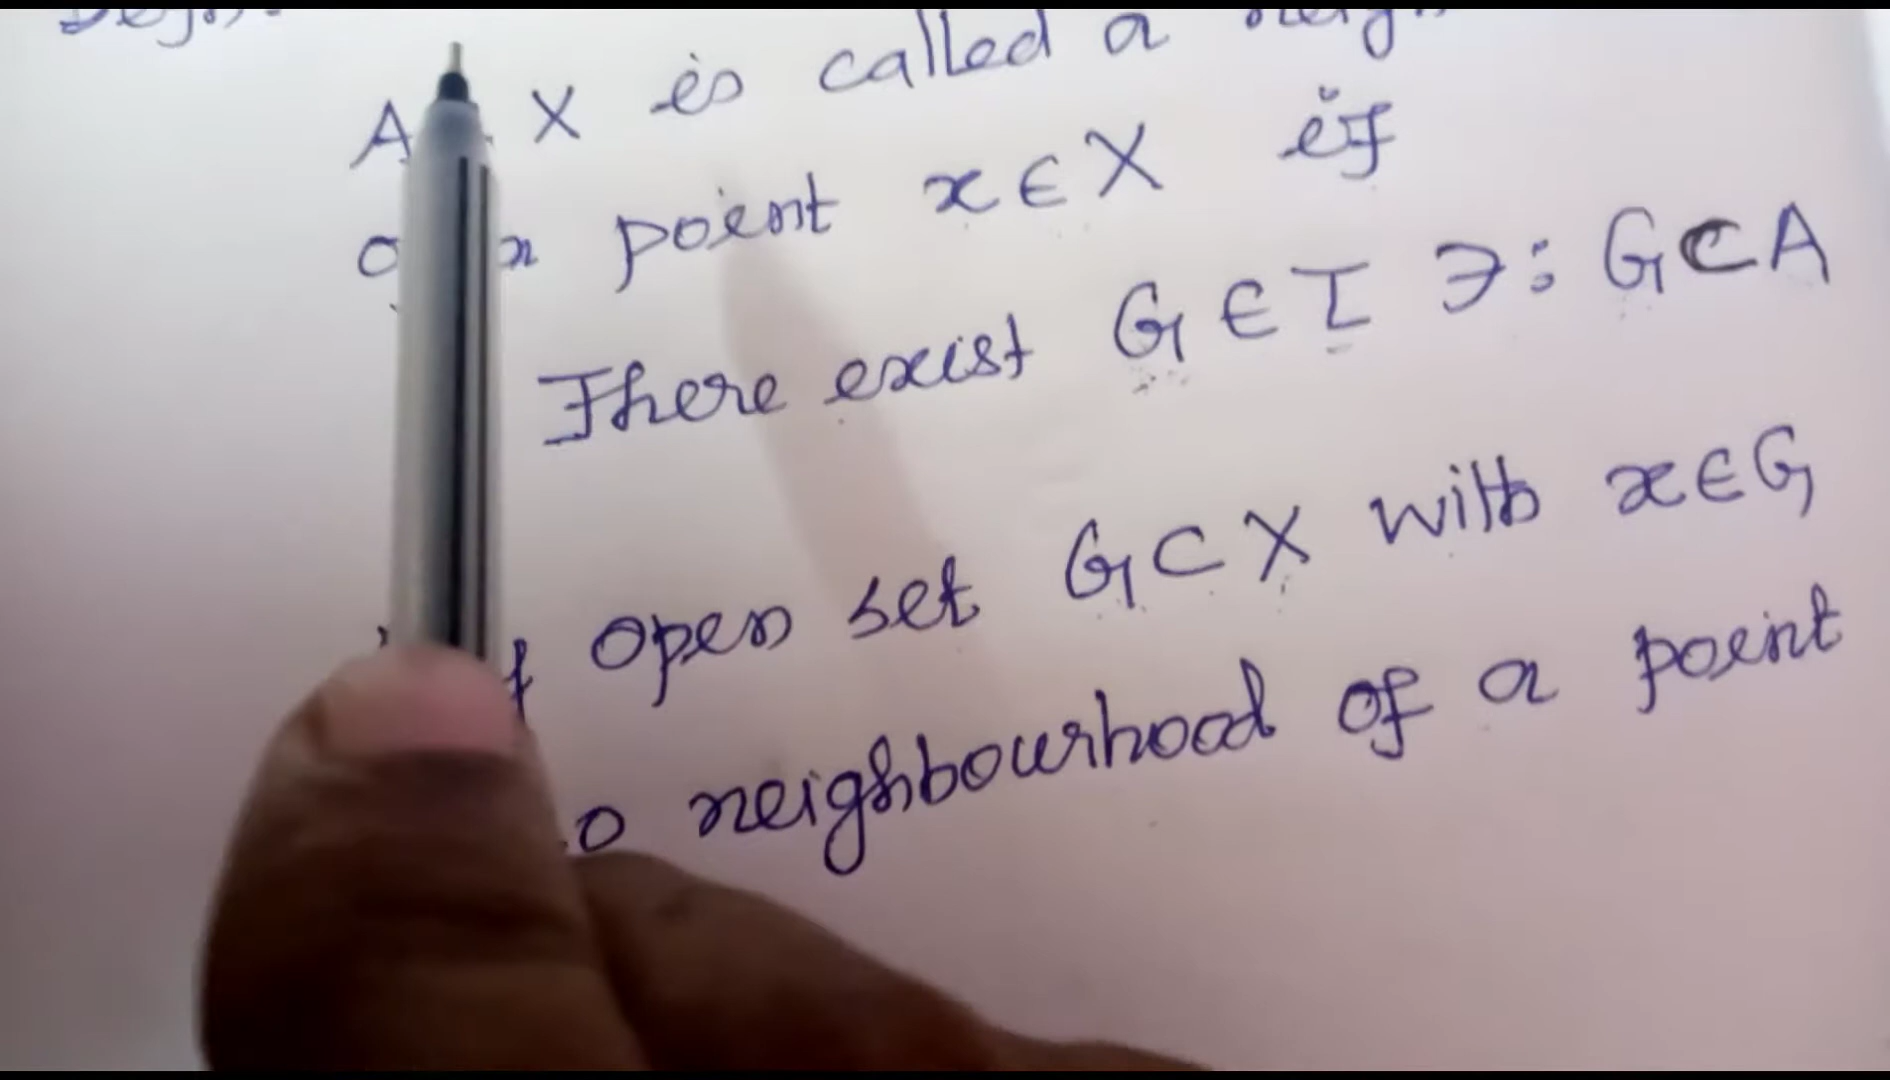 A X is called a
point x ∈ X if
There exist G ∈ T ∋: G ⊂ A
open set G ⊂ X with x ∈ G
neighbourhood of a point